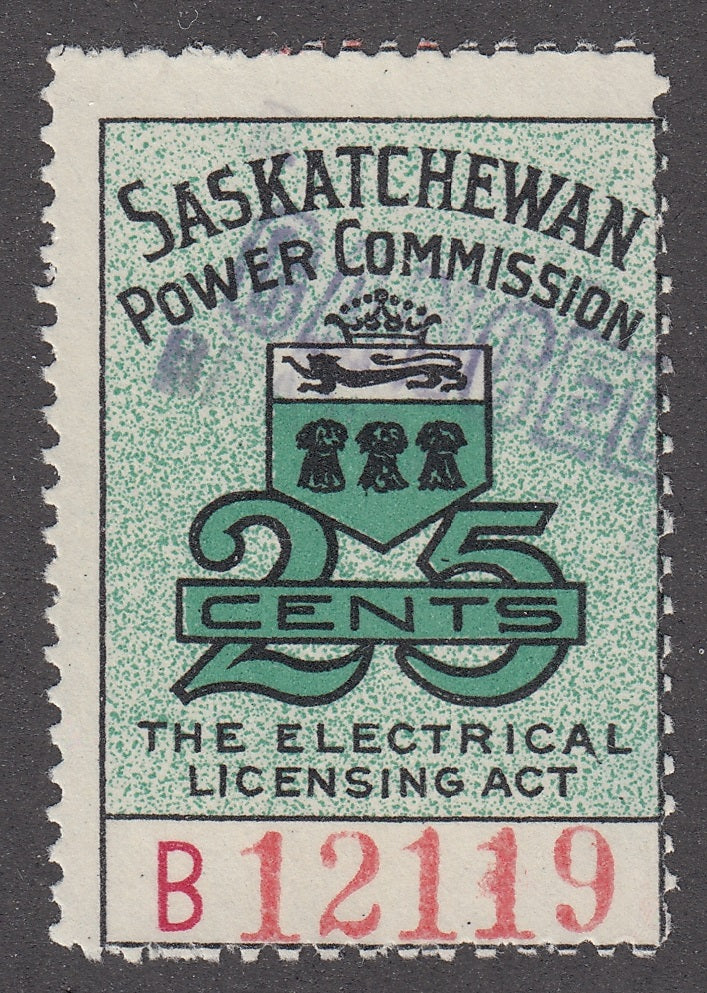 SASKATCHEWAN
POWER COMMISSION
25
CENTS
THE ELECTRICAL
LICENSING ACT
B 12119